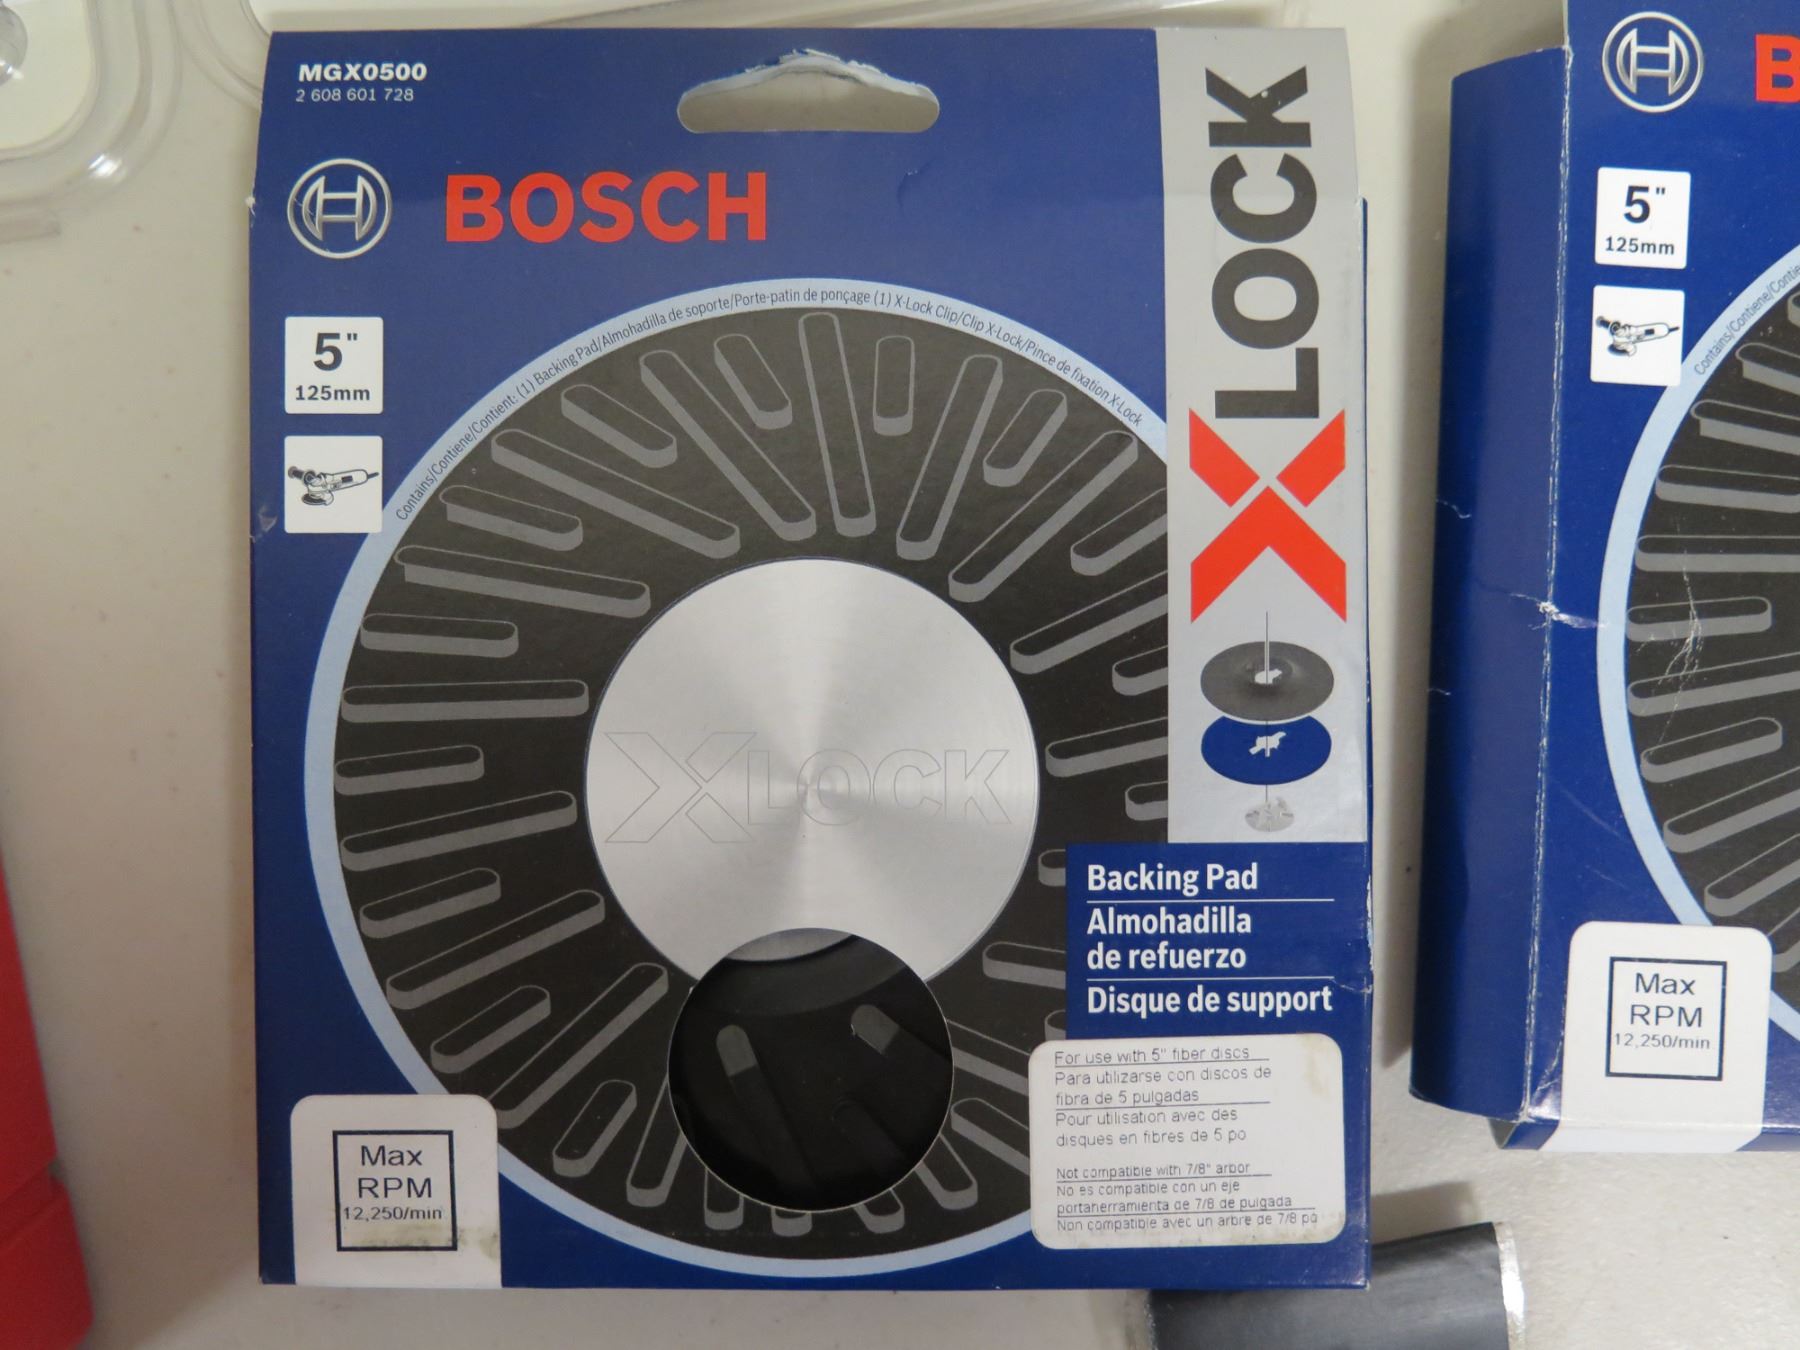 MGX0500
2 608 601 728
BOSCH
5"
125mm
Contains/Contiene/Contient: (1) Backing Pad/Almohadilla de soporte/Porte-patin de ponçage (1) X-Lock Clip/Clip X-Lock/Pince de fixation X-Lock
XLOCK
XLOCK
Backing Pad
Almohadilla
de refuerzo
Disque de support
For use with 5" fiber discs
Para utilizarse con discos de
fibra de 5 pulgadas
Pour utilisation avec des
disques en fibres de 5 po
Not compatible with 7/8" arbor
No es compatible con un eje
portaherramienta de 7/8 de pulgada
Non compatible avec un arbre de 7/8 po
Max
RPM
12,250/min
B
5"
125mm
Contains/Contiene/Conti
Max
RPM
12,250/min